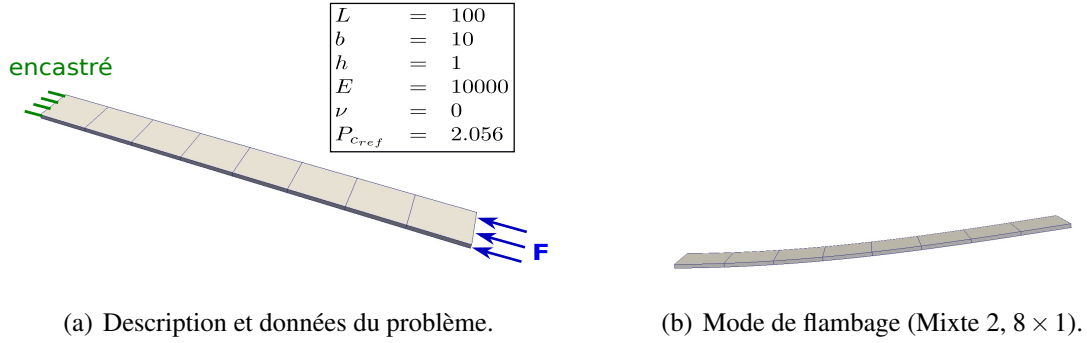 L = 100
b = 10
h = 1
E = 10000
ν = 0
P_{c_{ref}} = 2.056
encastré
F
(a) Description et données du problème.
(b) Mode de flambage (Mixte 2, 8 × 1).